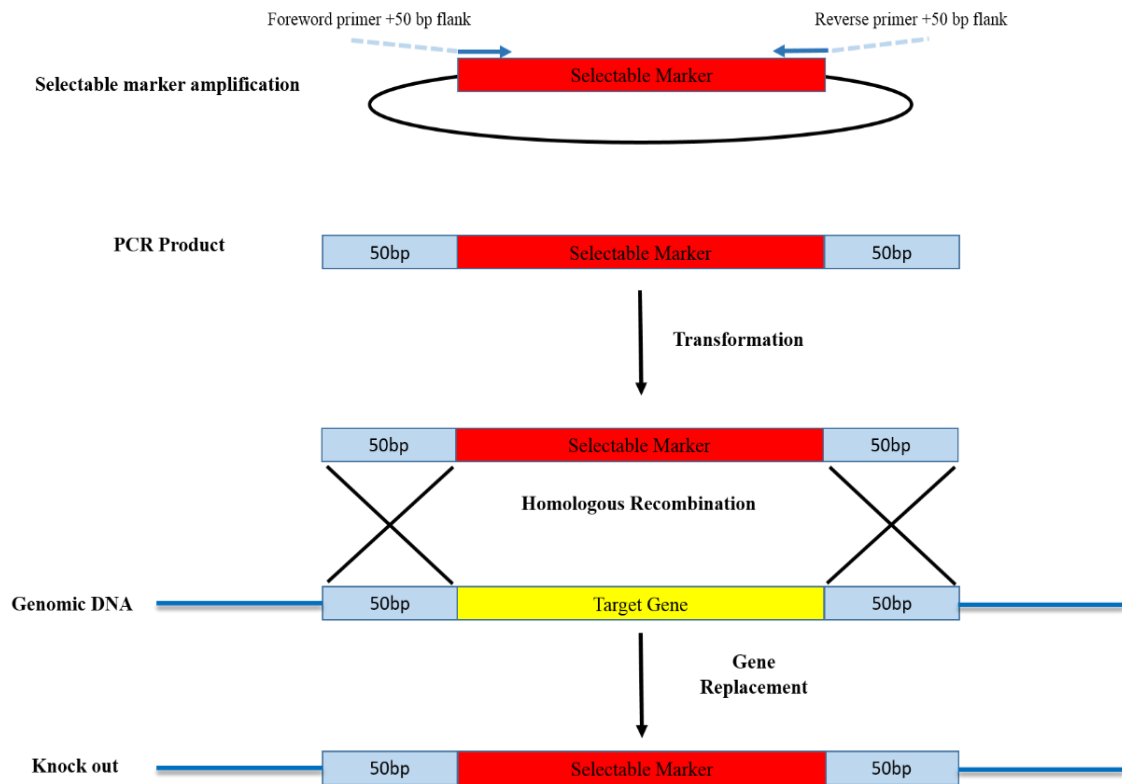 Foreword primer +50 bp flank
Reverse primer +50 bp flank
Selectable marker amplification
Selectable Marker
PCR Product
50bp
Selectable Marker
50bp
Transformation
50bp
Selectable Marker
50bp
Homologous Recombination
Genomic DNA
50bp
Target Gene
50bp
Gene
Replacement
Knock out
50bp
Selectable Marker
50bp